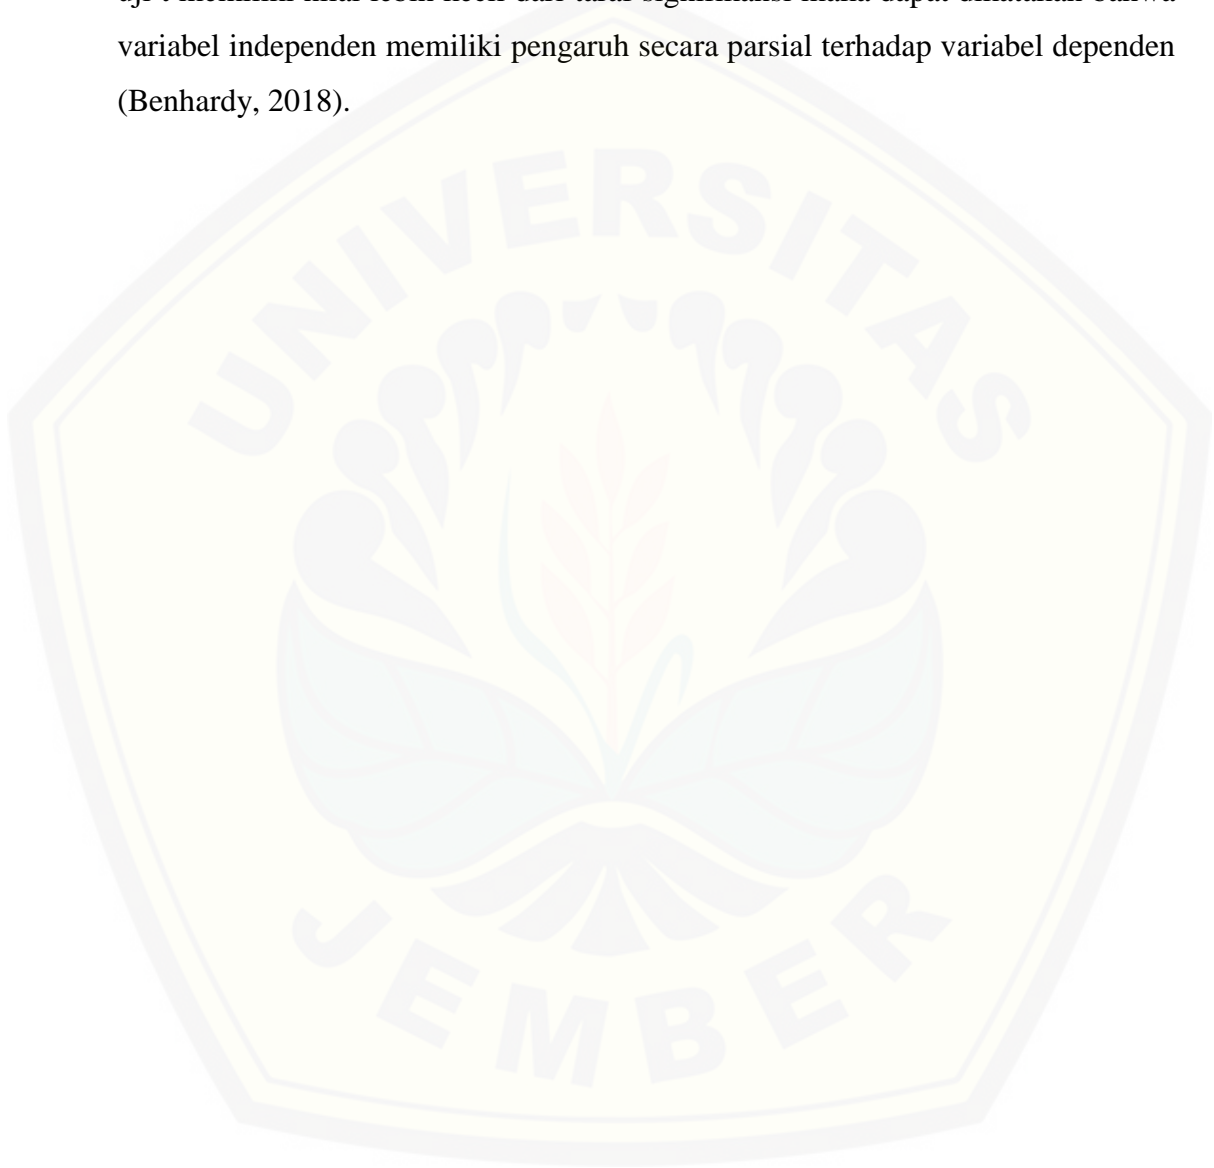 uji t memiliki nilai lebih kecil dari taraf signifikansi maka dapat dikatakan bahwa
variabel independen memiliki pengaruh secara parsial terhadap variabel dependen
(Benhardy, 2018).
UNIVERSITAS
JEMBER